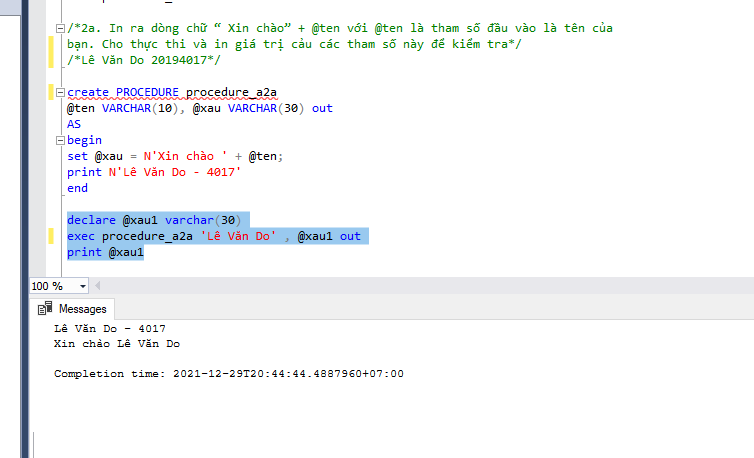 /*2a. In ra dòng chữ “ Xin chào” + @ten với @ten là tham số đầu vào là tên của
bạn. Cho thực thi và in giá trị cảu các tham số này để kiểm tra*/
/*Lê Văn Do 20194017*/
create PROCEDURE procedure_a2a
@ten VARCHAR(10), @xau VARCHAR(30) out
AS
begin
set @xau = N'Xin chào ' + @ten;
print N'Lê Văn Do - 4017'
end
declare @xau1 varchar(30)
exec procedure_a2a 'Lê Văn Do' , @xau1 out
print @xau1
100 %
Messages
Lê Văn Do - 4017
Xin chào Lê Văn Do
Completion time: 2021-12-29T20:44:44.4887960+07:00